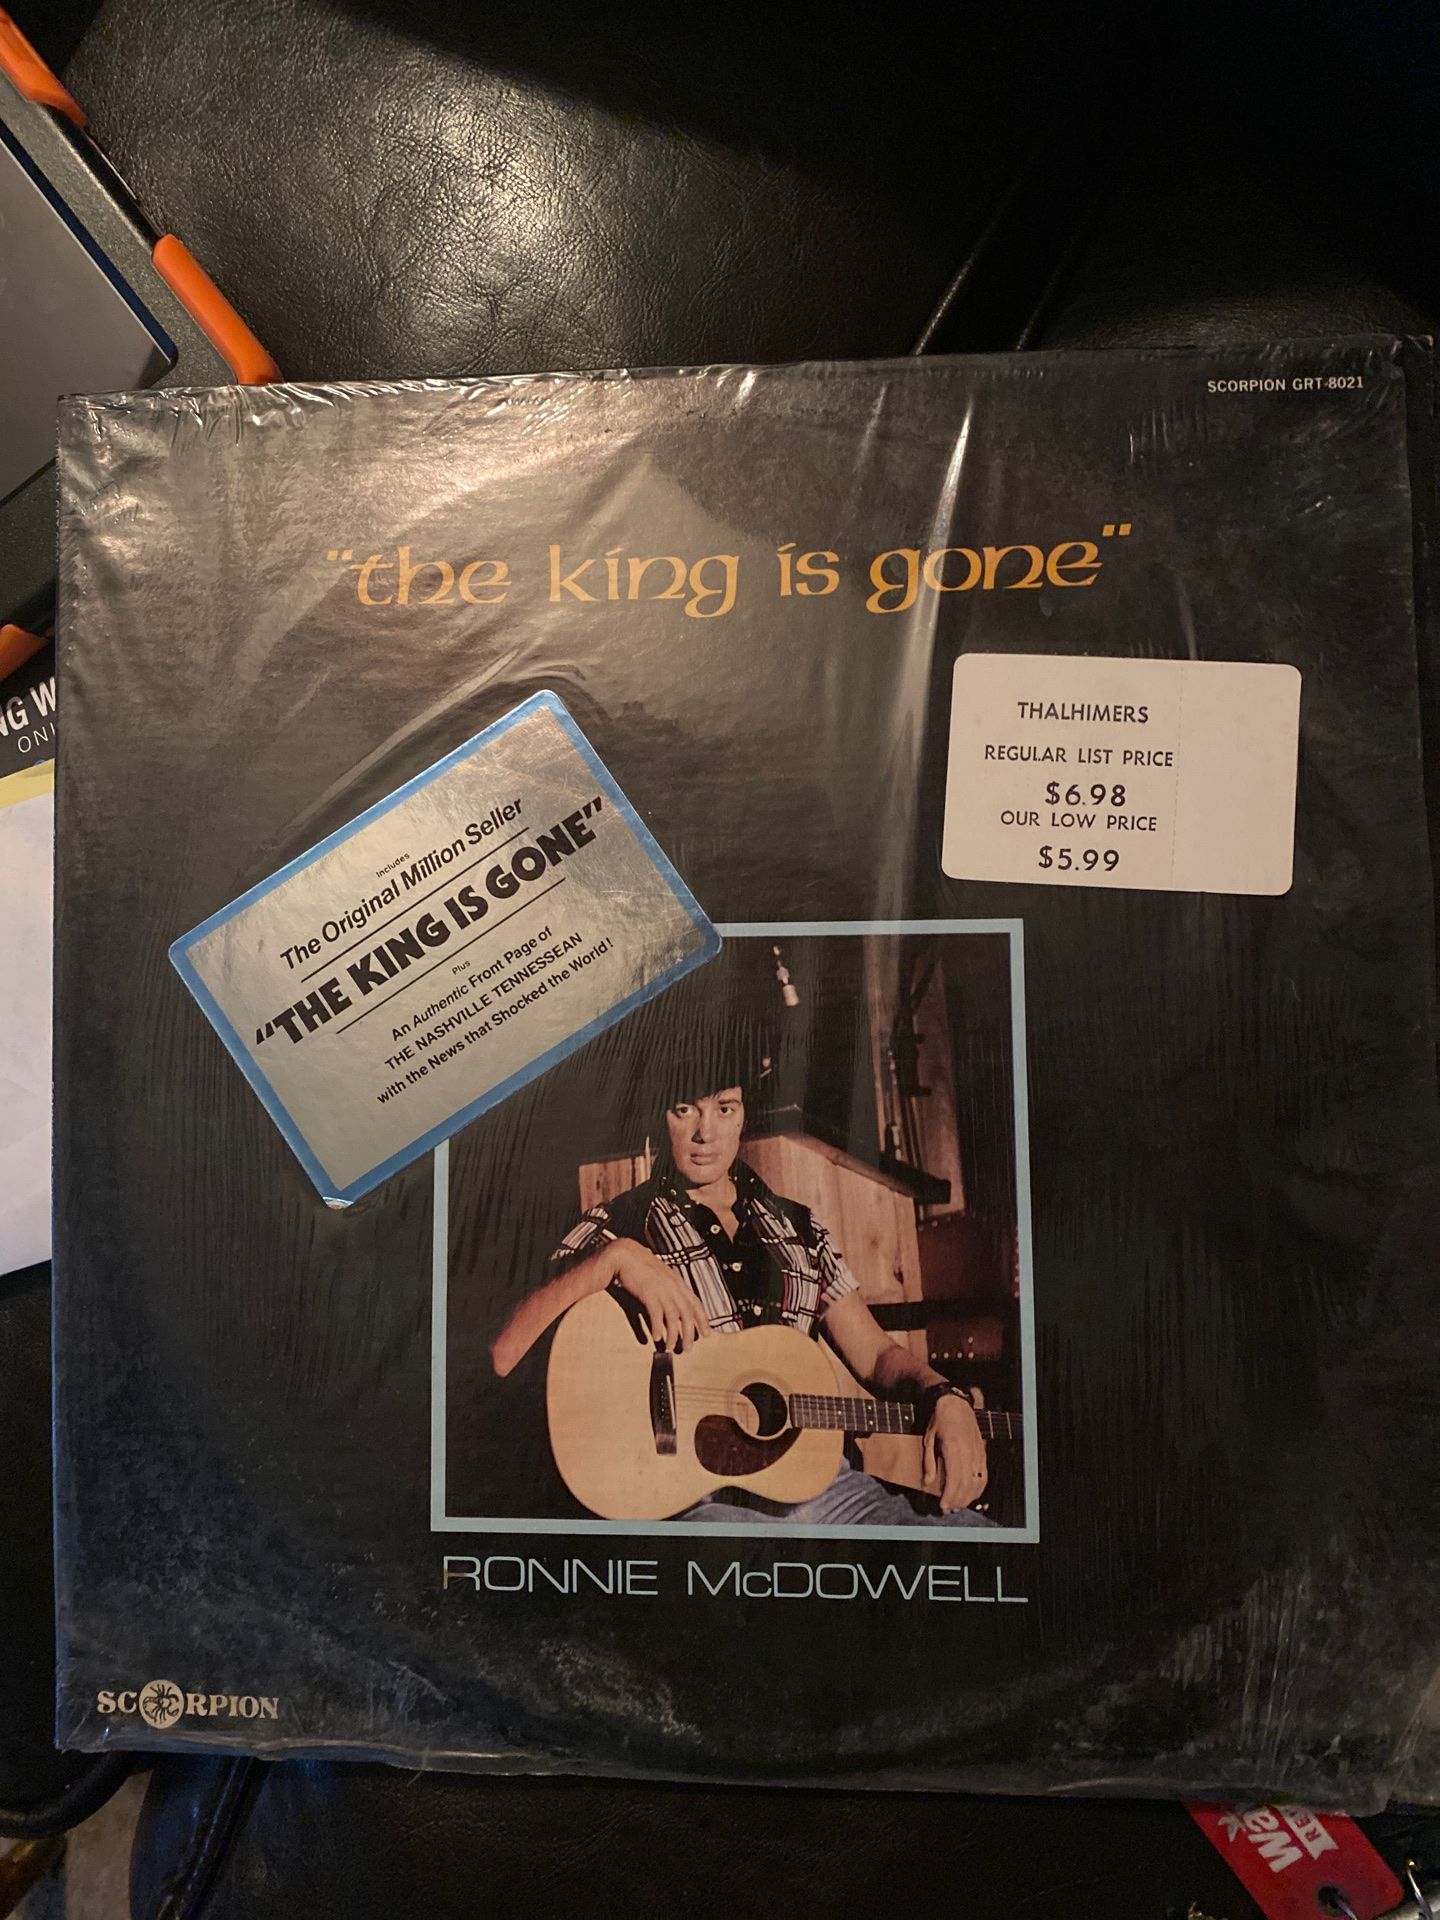 SCORPION GRT-8021
"the king is gone"
THALHIMERS
REGULAR LIST PRICE
$6.98
OUR LOW PRICE
$5.99
Includes
The Original Million Seller
"THE KING IS GONE"
Plus
An Authentic Front Page of
THE NASHVILLE TENNESSEAN
with the News that Shocked the World!
RONNIE McDOWELL
SCORPION